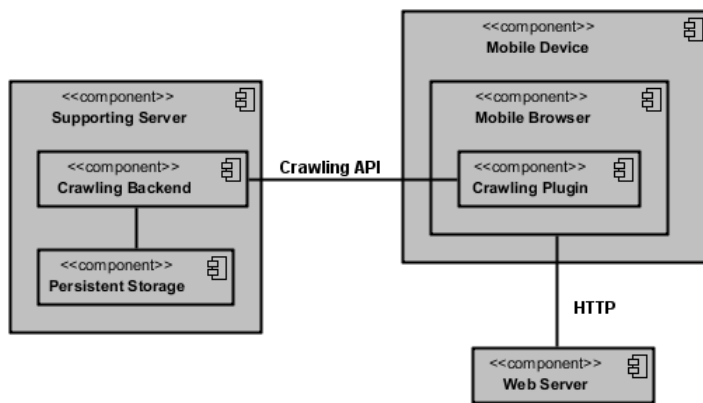 <<component>>
Supporting Server
<<component>>
Crawling Backend
<<component>>
Persistent Storage
Crawling API
<<component>>
Mobile Device
<<component>>
Mobile Browser
<<component>>
Crawling Plugin
HTTP
<<component>>
Web Server